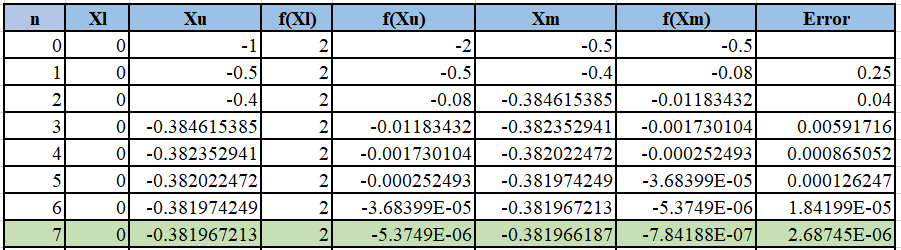 n Xl Xu f(Xl) f(Xu) Xm f(Xm) Error
0 0 -1 2 -2 -0.5 -0.5
1 0 -0.5 2 -0.5 -0.4 -0.08 0.25
2 0 -0.4 2 -0.08 -0.384615385 -0.01183432 0.04
3 0 -0.384615385 2 -0.01183432 -0.382352941 -0.001730104 0.00591716
4 0 -0.382352941 2 -0.001730104 -0.382022472 -0.000252493 0.000865052
5 0 -0.382022472 2 -0.000252493 -0.381974249 -3.68399E-05 0.000126247
6 0 -0.381974249 2 -3.68399E-05 -0.381967213 -5.3749E-06 1.84199E-05
7 0 -0.381967213 2 -5.3749E-06 -0.381966187 -7.84188E-07 2.68745E-06